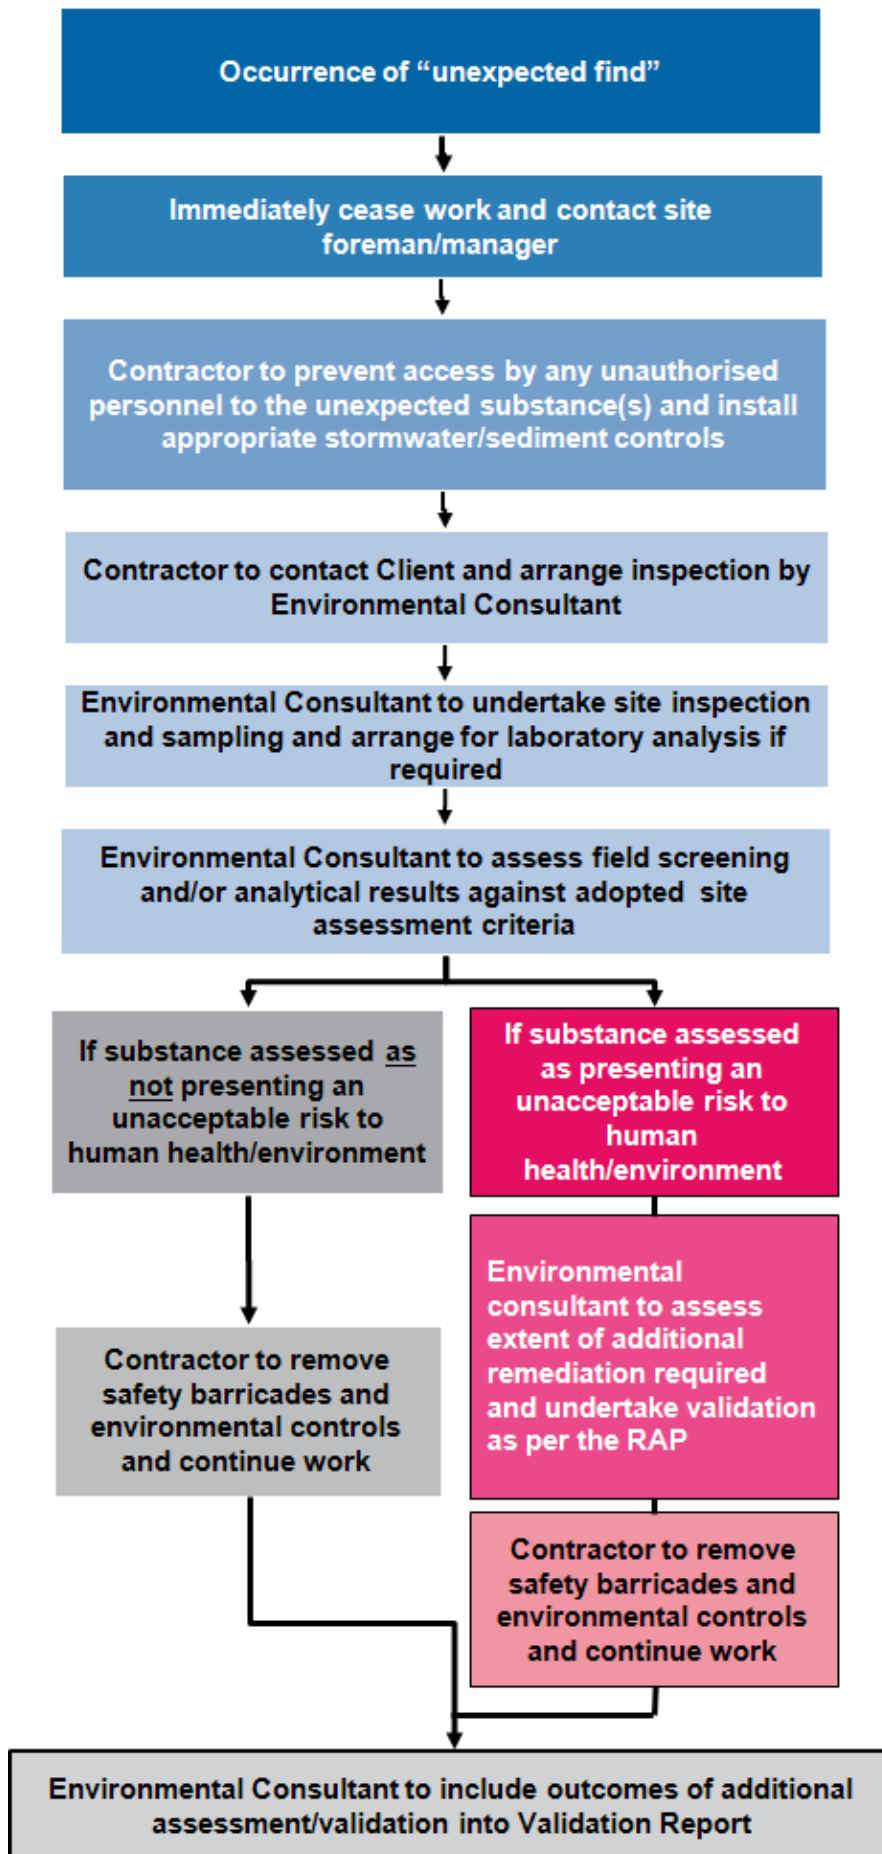 Occurrence of “unexpected find”
Immediately cease work and contact site
foreman/manager
Contractor to prevent access by any unauthorised
personnel to the unexpected substance(s) and install
appropriate stormwater/sediment controls
Contractor to contact Client and arrange inspection by
Environmental Consultant
Environmental Consultant to undertake site inspection
and sampling and arrange for laboratory analysis if
required
Environmental Consultant to assess field screening
and/or analytical results against adopted site
assessment criteria
If substance assessed as
not presenting an
unacceptable risk to
human health/environment
Contractor to remove
safety barricades and
environmental controls
and continue work
If substance assessed
as presenting an
unacceptable risk to
human
health/environment
Environmental
consultant to assess
extent of additional
remediation required
and undertake validation
as per the RAP
Contractor to remove
safety barricades and
environmental controls
and continue work
Environmental Consultant to include outcomes of additional
assessment/validation into Validation Report